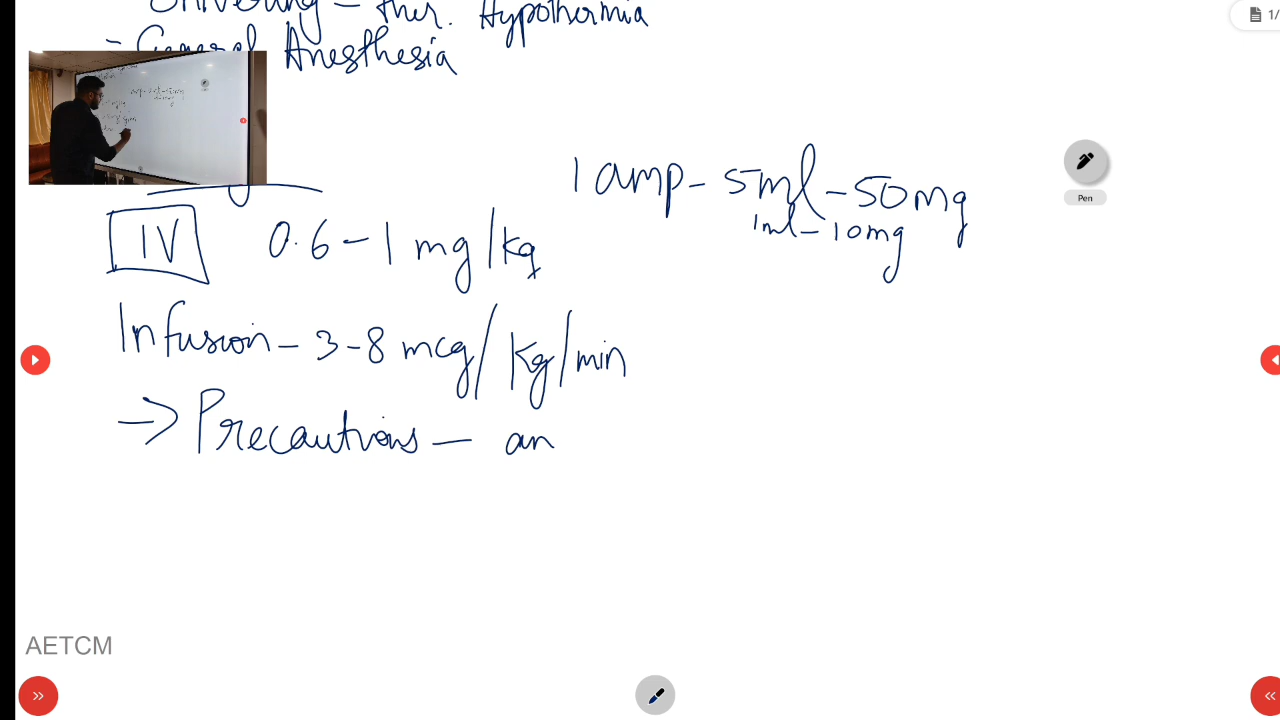 Shivering - ther. Hypothermia
- General Anesthesia
1 amp - 5ml - 50mg
1ml - 10mg
IV 0.6 - 1 mg/kg
Infusion - 3-8 mcg/kg/min
→ Precautions - an
Pen
1/
AETCM